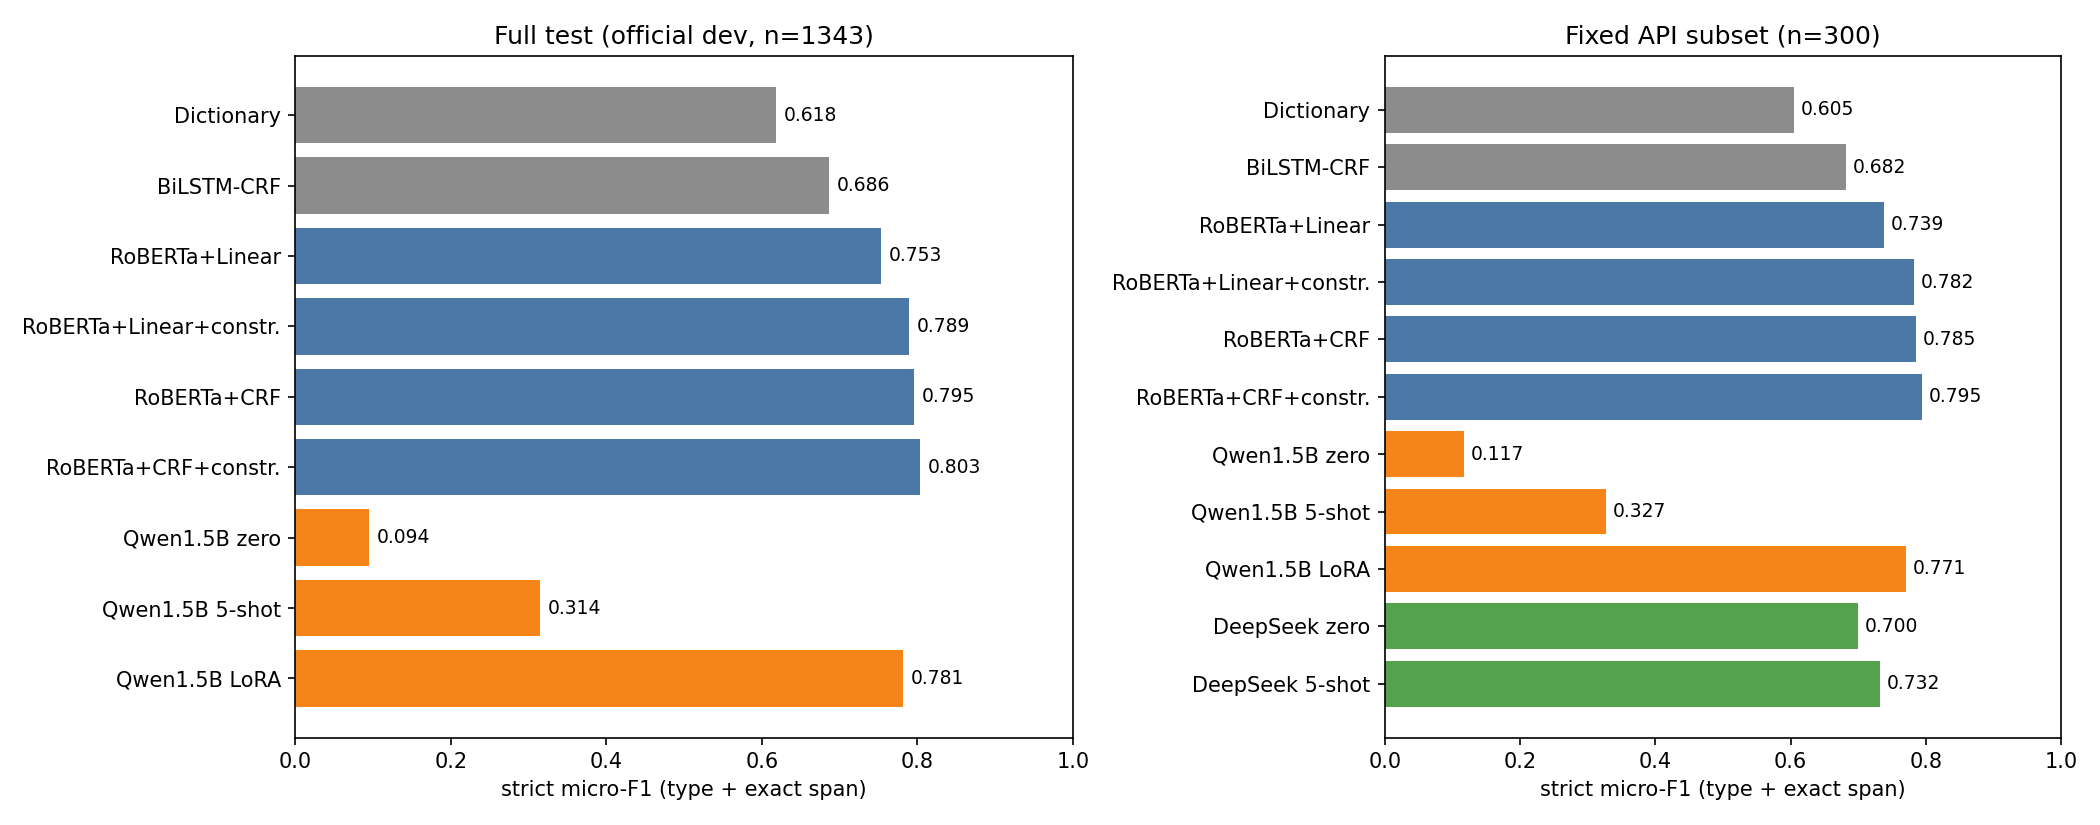 Full test (official dev, n=1343)
Dictionary 0.618
BiLSTM-CRF 0.686
RoBERTa+Linear 0.753
RoBERTa+Linear+constr. 0.789
RoBERTa+CRF 0.795
RoBERTa+CRF+constr. 0.803
Qwen1.5B zero 0.094
Qwen1.5B 5-shot 0.314
Qwen1.5B LoRA 0.781
0.0 0.2 0.4 0.6 0.8 1.0
strict micro-F1 (type + exact span)
Fixed API subset (n=300)
Dictionary 0.605
BiLSTM-CRF 0.682
RoBERTa+Linear 0.739
RoBERTa+Linear+constr. 0.782
RoBERTa+CRF 0.785
RoBERTa+CRF+constr. 0.795
Qwen1.5B zero 0.117
Qwen1.5B 5-shot 0.327
Qwen1.5B LoRA 0.771
DeepSeek zero 0.700
DeepSeek 5-shot 0.732
0.0 0.2 0.4 0.6 0.8 1.0
strict micro-F1 (type + exact span)